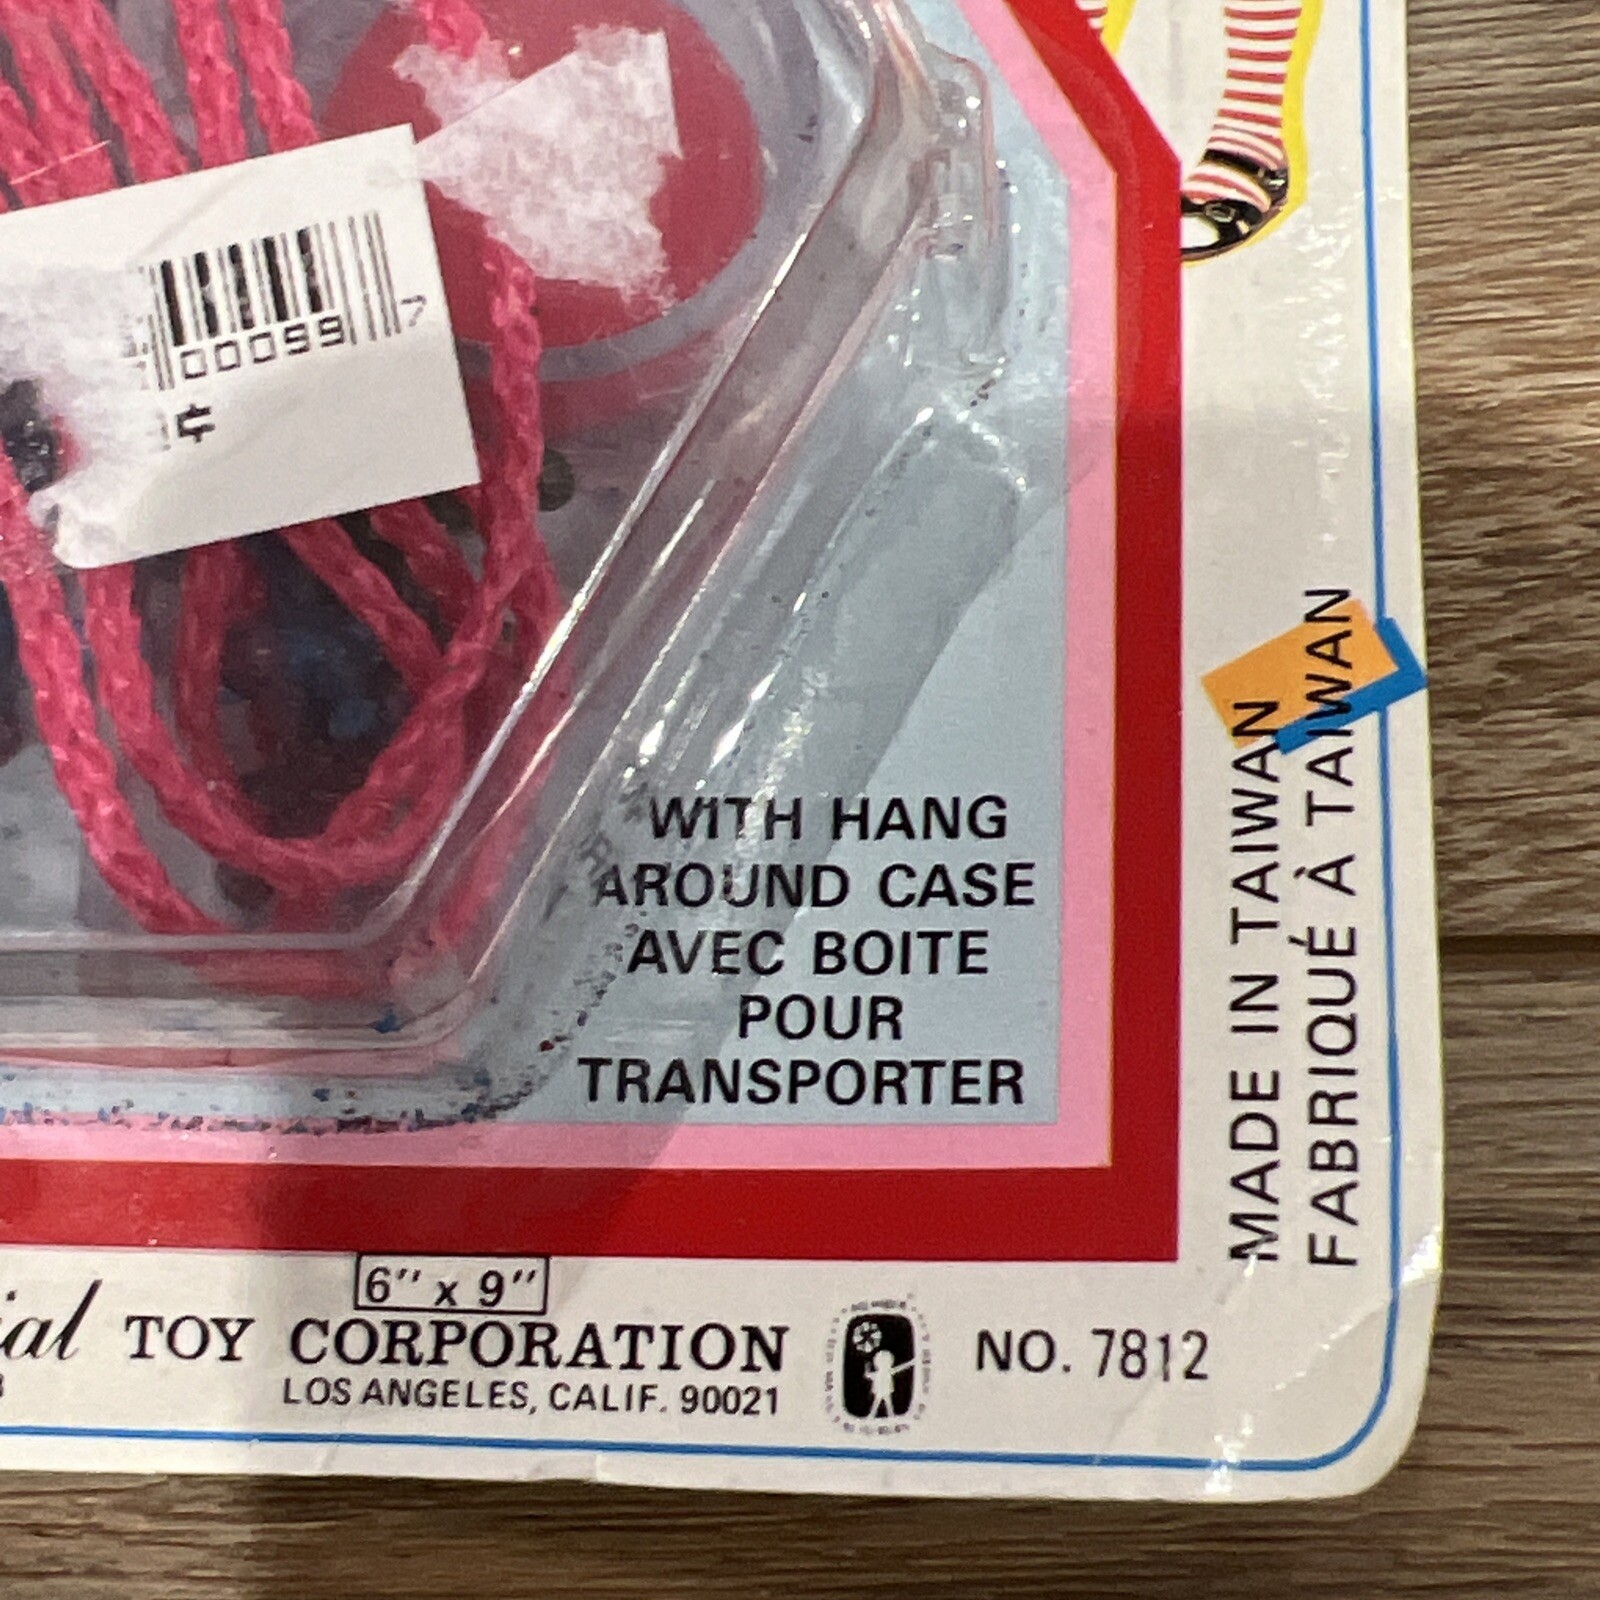 00099 7
¢
WITH HANG
AROUND CASE
AVEC BOITE
POUR
TRANSPORTER
MADE IN TAIWAN
FABRIQUÉ À TAIWAN
6" x 9"
TOY CORPORATION
LOS ANGELES, CALIF. 90021
NO. 7812